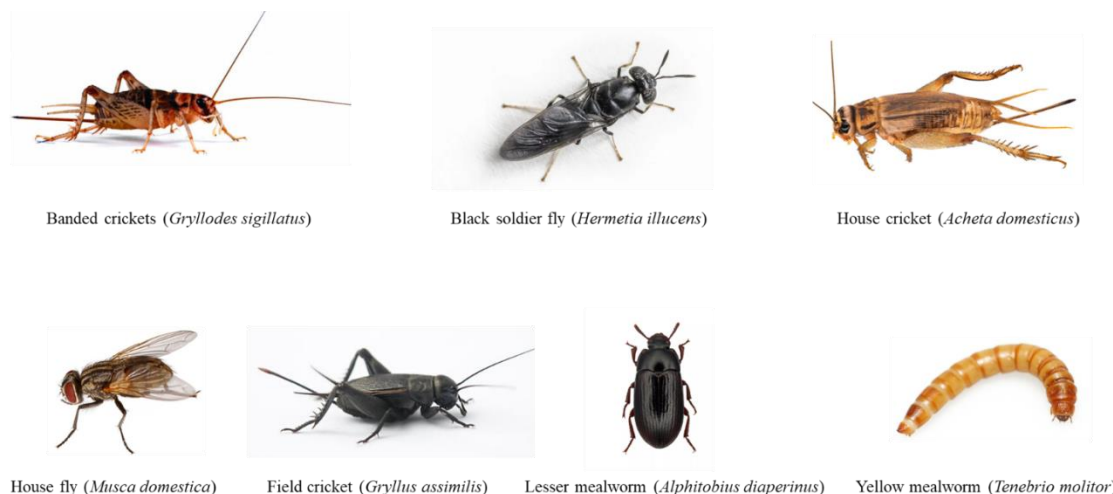 Banded crickets (Gryllodes sigillatus)
Black soldier fly (Hermetia illucens)
House cricket (Acheta domesticus)
House fly (Musca domestica)
Field cricket (Gryllus assimilis)
Lesser mealworm (Alphitobius diaperinus)
Yellow mealworm (Tenebrio molitor)